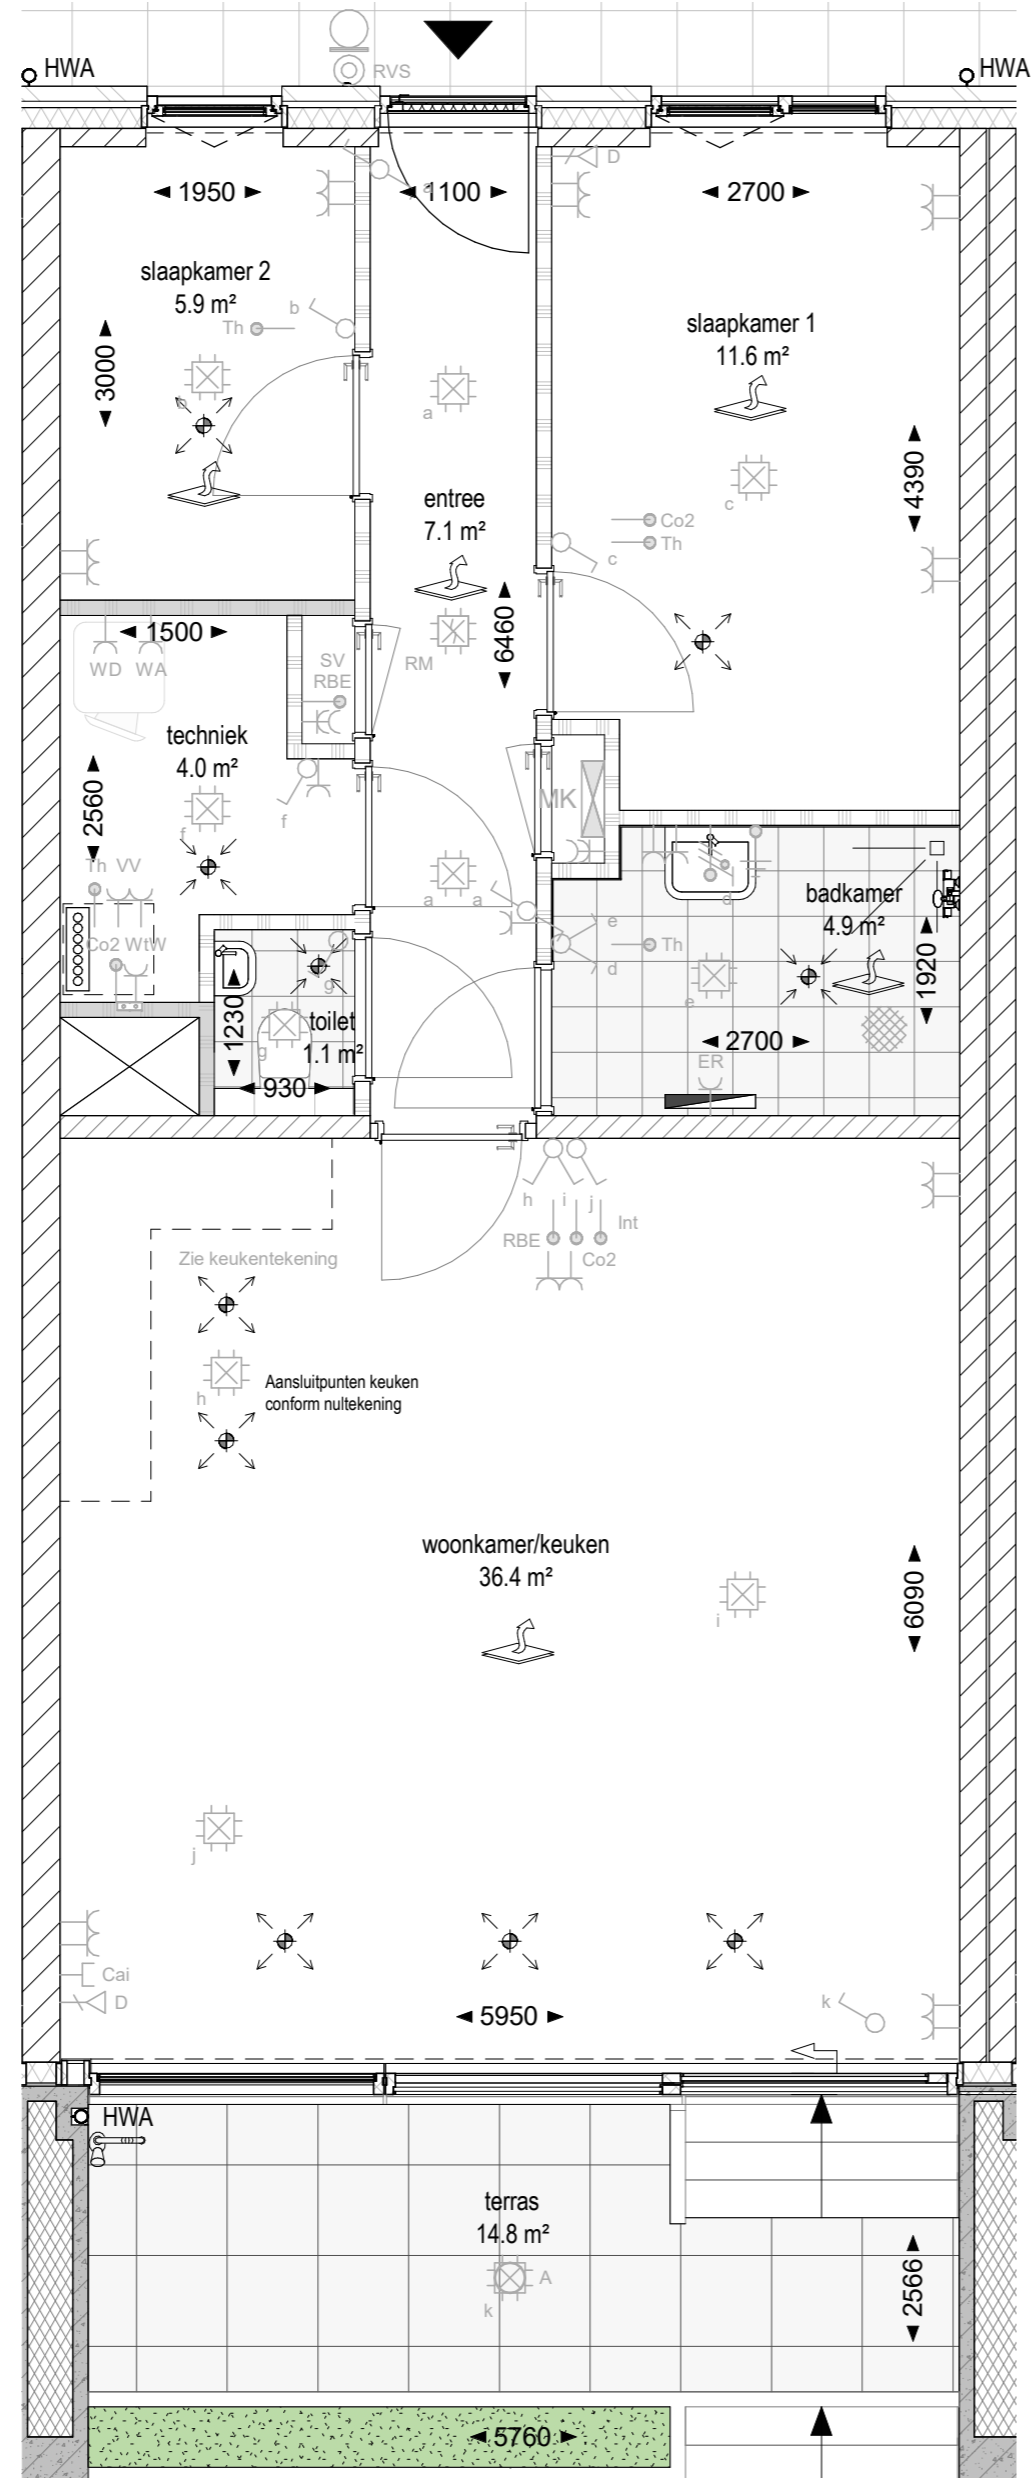 HWA
RVS
HWA
1950
a
1100
D
2700
slaapkamer 2
5.9 m²
b
Th
3000
b
a
slaapkamer 1
11.6 m²
c
4390
entree
7.1 m²
Co2
Th
c
6460
1500
WD WA
SV
RBE
RM
techniek
4.0 m²
2560
f
f
MK
Th VV
a a
d
badkamer
4.9 m²
e
d
Th
Co2 WtW
g
1230
toilet
1.1 m²
g
930
e
1920
2700
ER
h i j
Int
RBE
Co2
Zie keukentekening
h
Aansluitpunten keuken
conform nultekening
woonkamer/keuken
36.4 m²
i
6090
j
Cai
D
5950
k
HWA
terras
14.8 m²
A
k
2566
5760